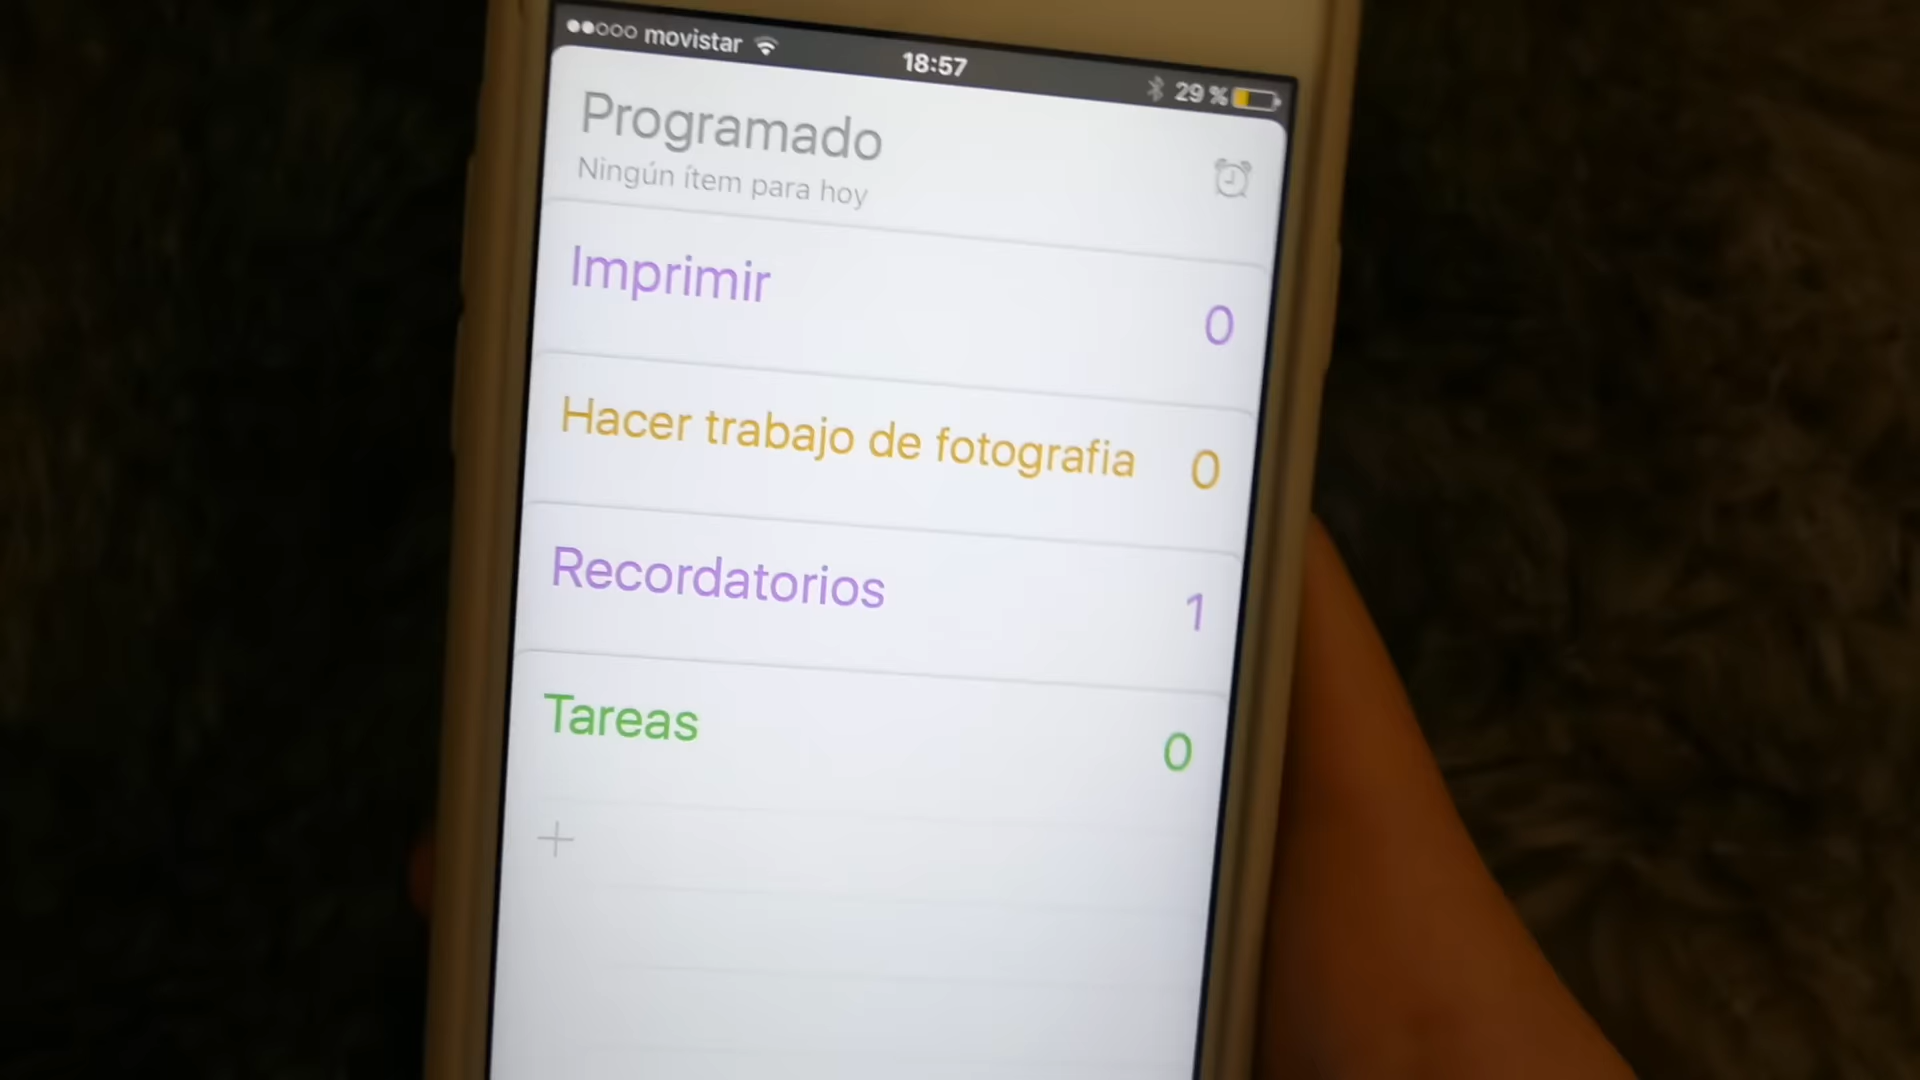 movistar 18:57 29 %
Programado
Ningún ítem para hoy
Imprimir 0
Hacer trabajo de fotografia 0
Recordatorios 1
Tareas 0
+